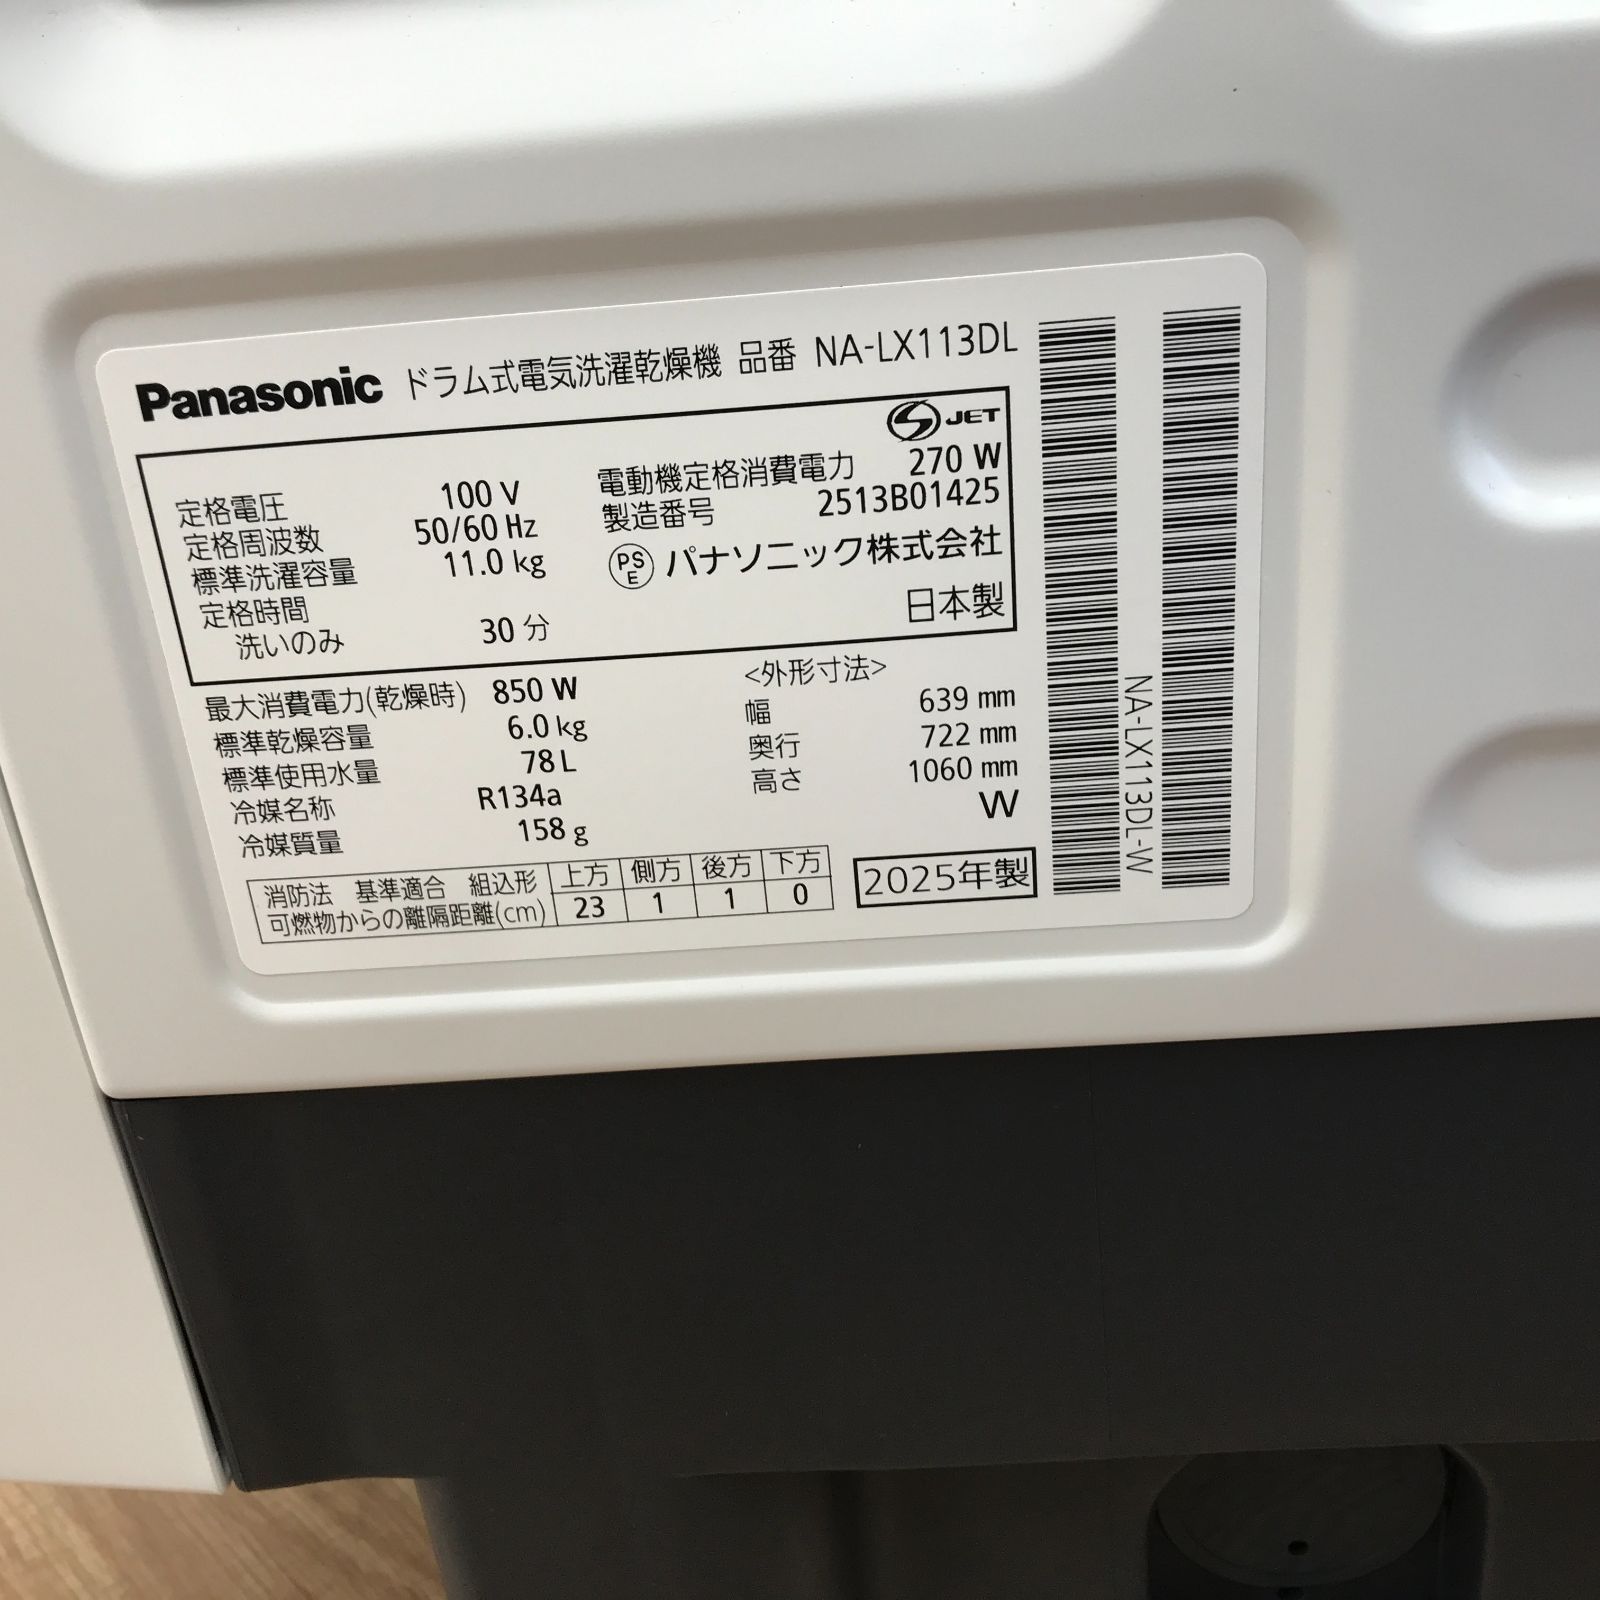 Panasonic ドラム式電気洗濯乾燥機 品番 NA-LX113DL
S JET
定格電圧 100 V
定格周波数 50/60 Hz
標準洗濯容量 11.0 kg
定格時間
洗いのみ 30 分
電動機定格消費電力 270 W
製造番号 2513B01425
PS E パナソニック株式会社
日本製
最大消費電力(乾燥時) 850 W
標準乾燥容量 6.0 kg
標準使用水量 78 L
冷媒名称 R134a
冷媒質量 158 g
<外形寸法>
幅 639 mm
奥行 722 mm
高さ 1060 mm
W
消防法 基準適合 組込形 上方 側方 後方 下方
可燃物からの離隔距離(cm) 23 1 1 0
2025年製
NA-LX113DL-W